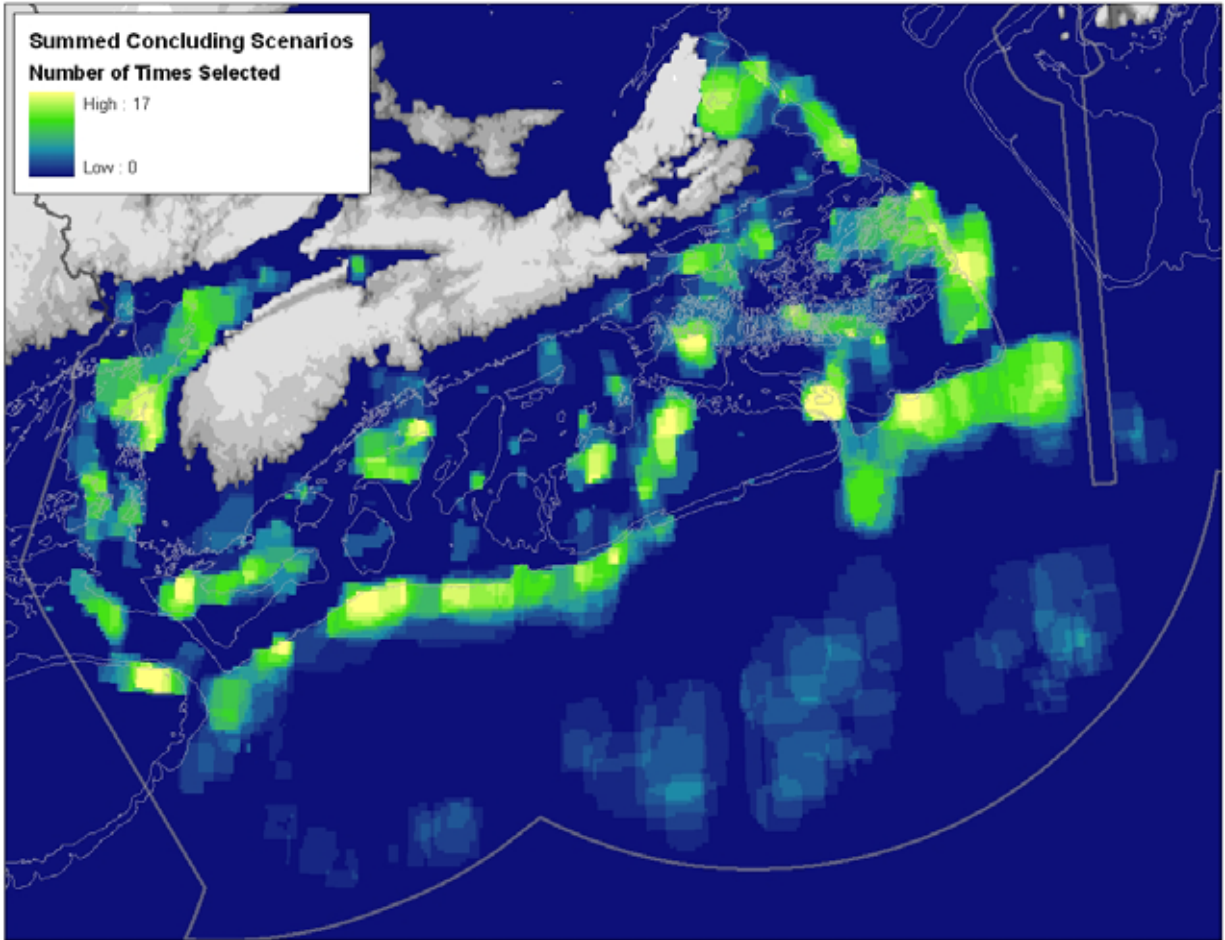 Summed Concluding Scenarios
Number of Times Selected
High : 17
Low : 0